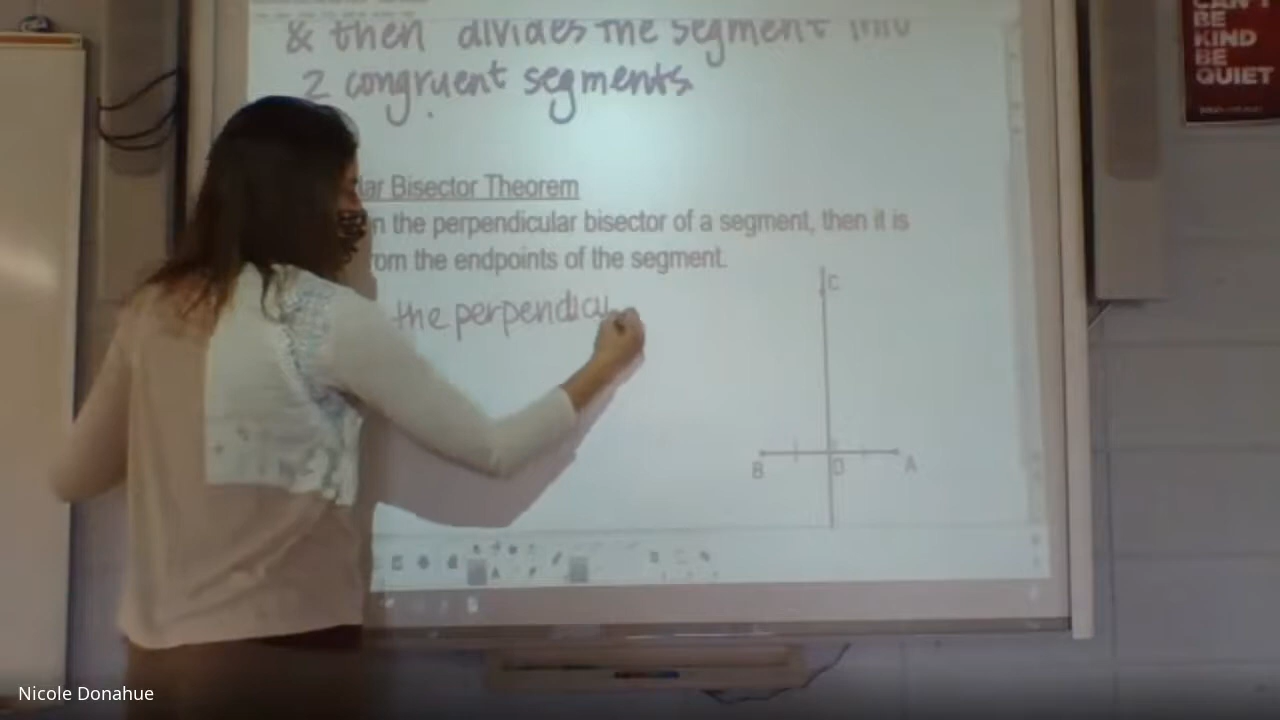 & then divides the segment into
2 congruent segments.
lar Bisector Theorem
n the perpendicular bisector of a segment, then it is
rom the endpoints of the segment.
the perpendicu
C
B
D
A
CAN'T
BE
KIND
BE
QUIET
Nicole Donahue